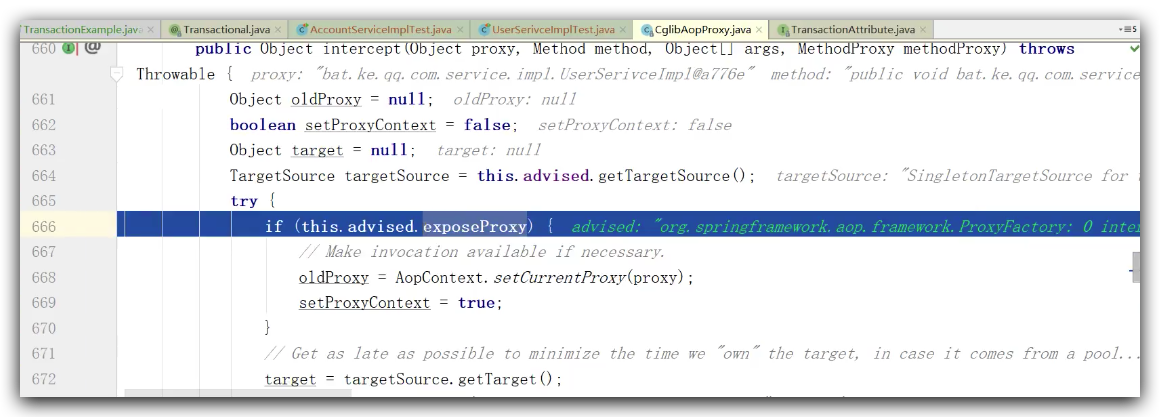 TransactionExample.java × Transactional.java × AccountServiceImplTest.java × UserSerivceImplTest.java × CglibAopProxy.java × TransactionAttribute.java × 5
660 @ public Object intercept(Object proxy, Method method, Object[] args, MethodProxy methodProxy) throws
Throwable { proxy: "bat.ke.qq.com.service.impl.UserSerivceImpl@a776e" method: "public void bat.ke.qq.com.service
661 Object oldProxy = null; oldProxy: null
662 boolean setProxyContext = false; setProxyContext: false
663 Object target = null; target: null
664 TargetSource targetSource = this.advised.getTargetSource(); targetSource: "SingletonTargetSource for
665 try {
666 if (this.advised.exposeProxy) { advised: "org.springframework.aop.framework.ProxyFactory: 0 inter
667 // Make invocation available if necessary.
668 oldProxy = AopContext.setCurrentProxy(proxy);
669 setProxyContext = true;
670 }
671 // Get as late as possible to minimize the time we "own" the target, in case it comes from a pool...
672 target = targetSource.getTarget();